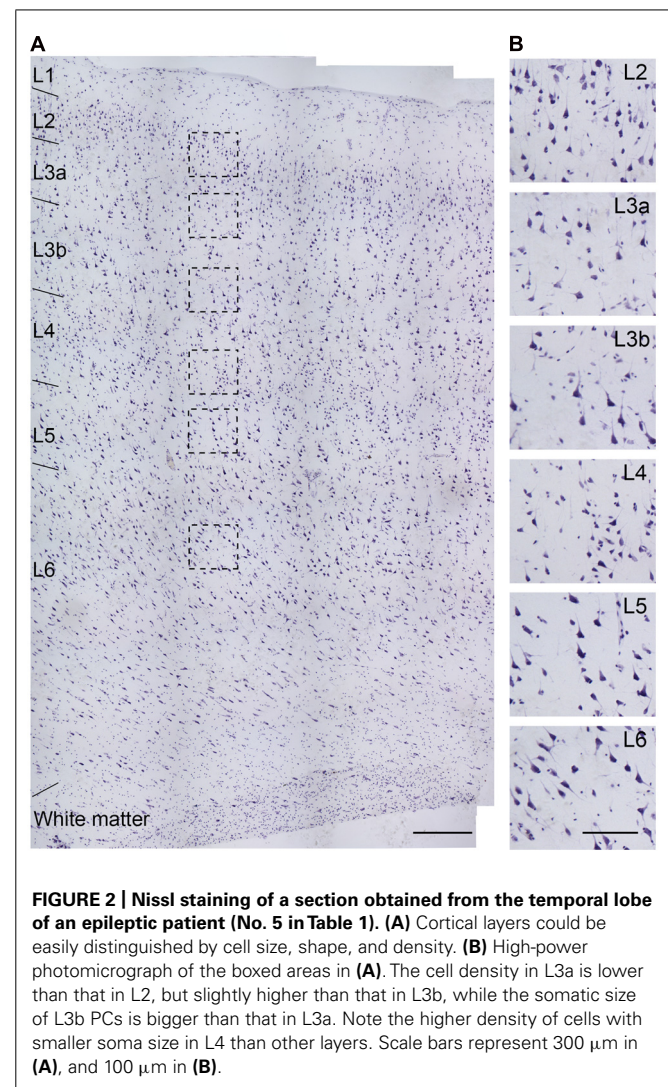 A
B
L1
L2
L3a
L3b
L4
L5
L6
White matter
L2
L3a
L3b
L4
L5
L6
FIGURE 2 | Nissl staining of a section obtained from the temporal lobe
of an epileptic patient (No. 5 in Table 1). (A) Cortical layers could be
easily distinguished by cell size, shape, and density. (B) High-power
photomicrograph of the boxed areas in (A). The cell density in L3a is lower
than that in L2, but slightly higher than that in L3b, while the somatic size
of L3b PCs is bigger than that in L3a. Note the higher density of cells with
smaller soma size in L4 than other layers. Scale bars represent 300 μm in
(A), and 100 μm in (B).